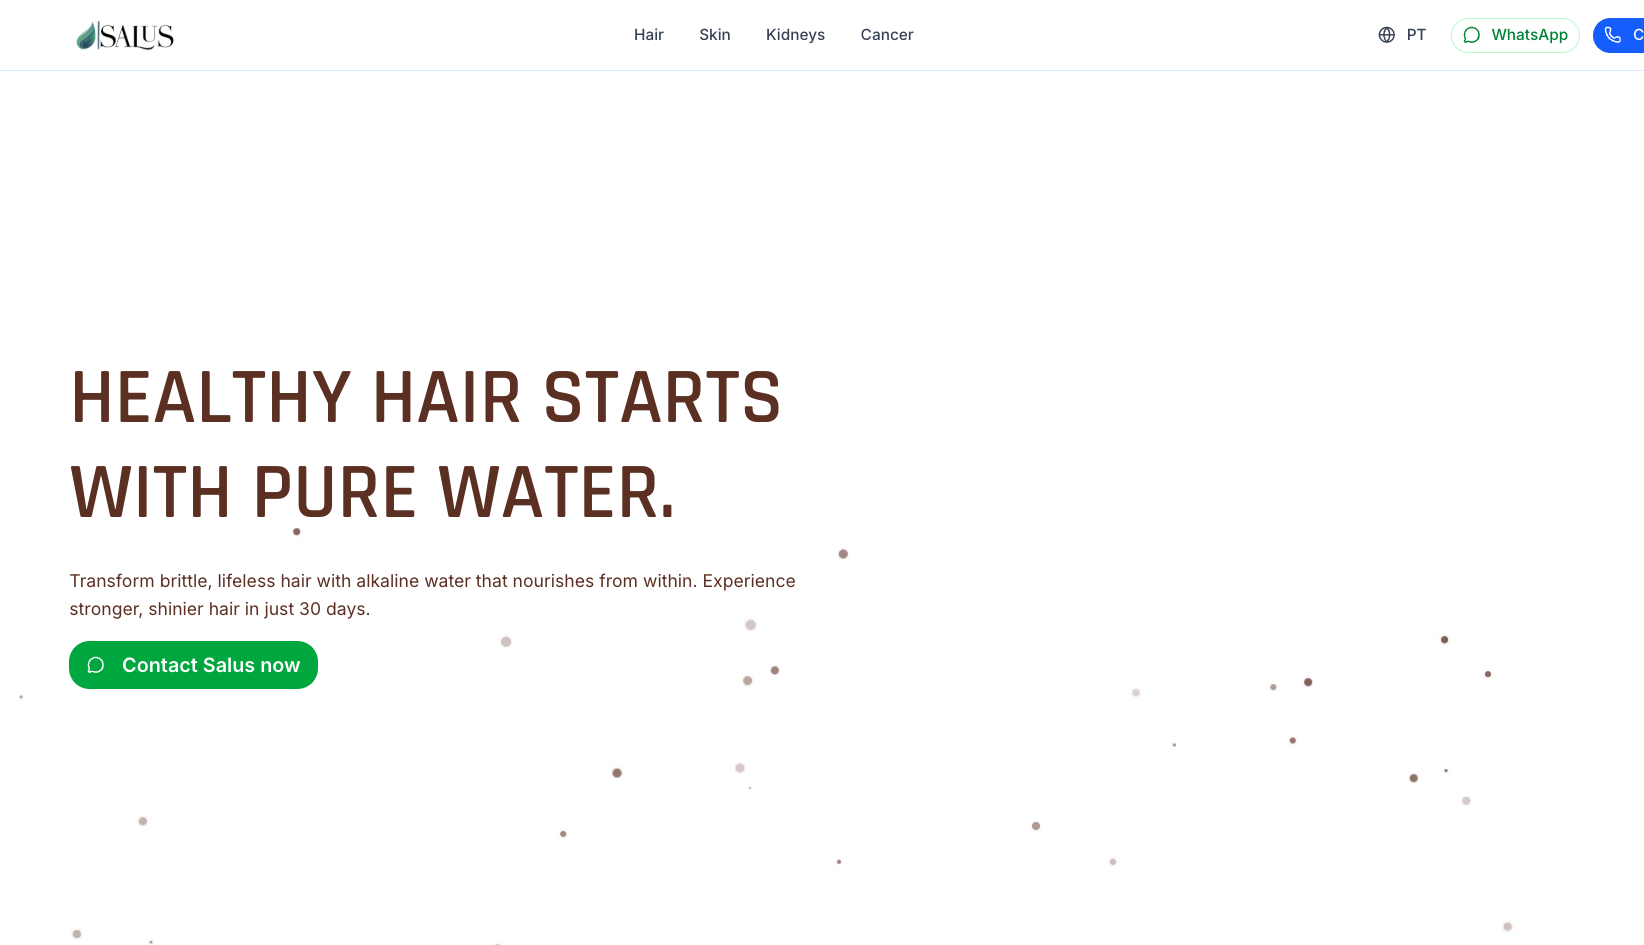 SALUS
Hair
Skin
Kidneys
Cancer
PT
WhatsApp
HEALTHY HAIR STARTS
WITH PURE WATER.
Transform brittle, lifeless hair with alkaline water that nourishes from within. Experience
stronger, shinier hair in just 30 days.
Contact Salus now